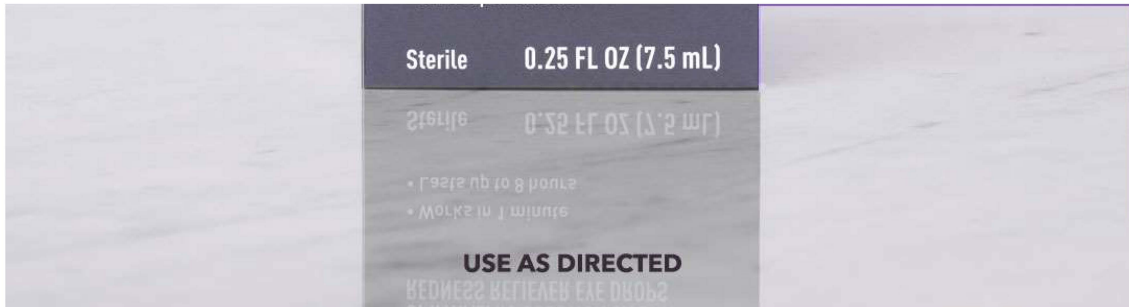 Sterile 0.25 FL OZ (7.5 mL)
Sterile 0.25 FL OZ (7.5 mL)
• Lasts up to 8 hours
• Works in 1 minute
USE AS DIRECTED
REDNESS RELIEVER EYE DROPS